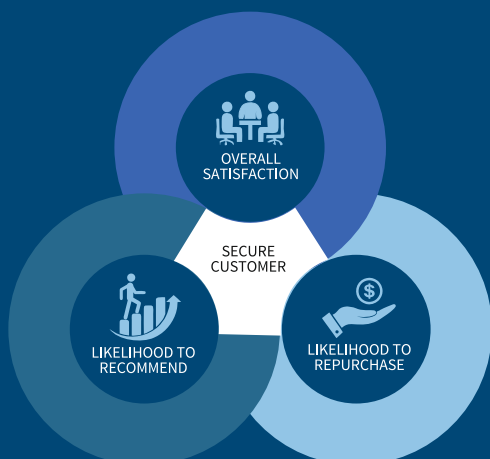 OVERALL
SATISFACTION
SECURE
CUSTOMER
$
LIKELIHOOD TO
RECOMMEND
LIKELIHOOD TO
REPURCHASE